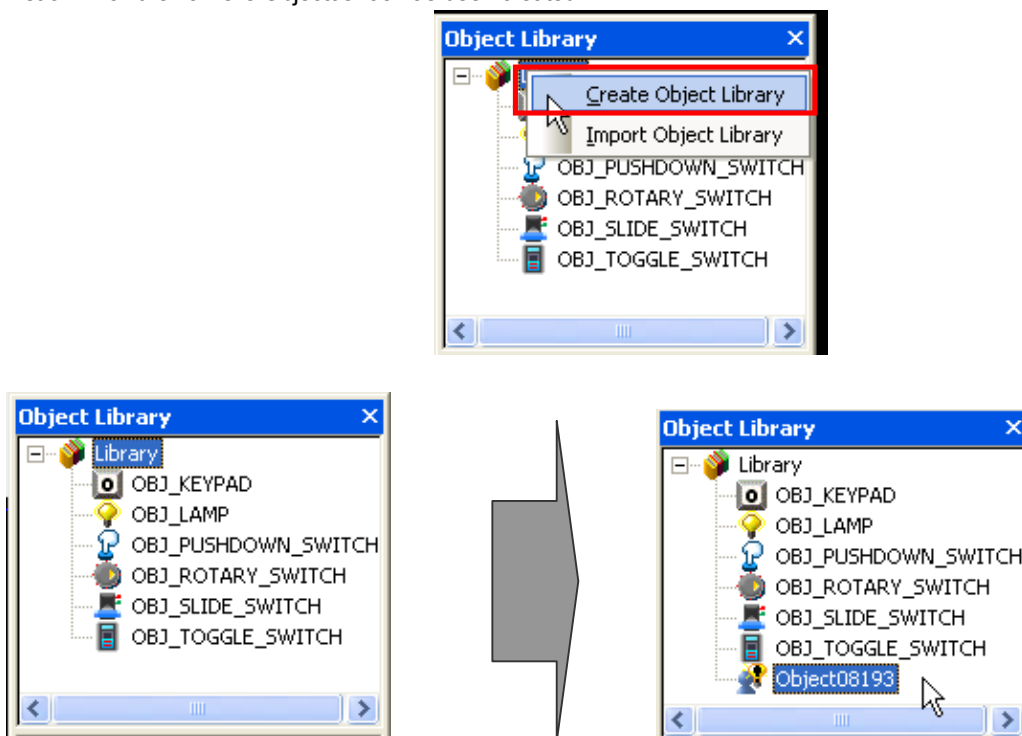 Object Library
Create Object Library
Import Object Library
OBJ_PUSHDOWN_SWITCH
OBJ_ROTARY_SWITCH
OBJ_SLIDE_SWITCH
OBJ_TOGGLE_SWITCH
Object Library
Library
OBJ_KEYPAD
OBJ_LAMP
OBJ_PUSHDOWN_SWITCH
OBJ_ROTARY_SWITCH
OBJ_SLIDE_SWITCH
OBJ_TOGGLE_SWITCH
Object Library
Library
OBJ_KEYPAD
OBJ_LAMP
OBJ_PUSHDOWN_SWITCH
OBJ_ROTARY_SWITCH
OBJ_SLIDE_SWITCH
OBJ_TOGGLE_SWITCH
Object08193